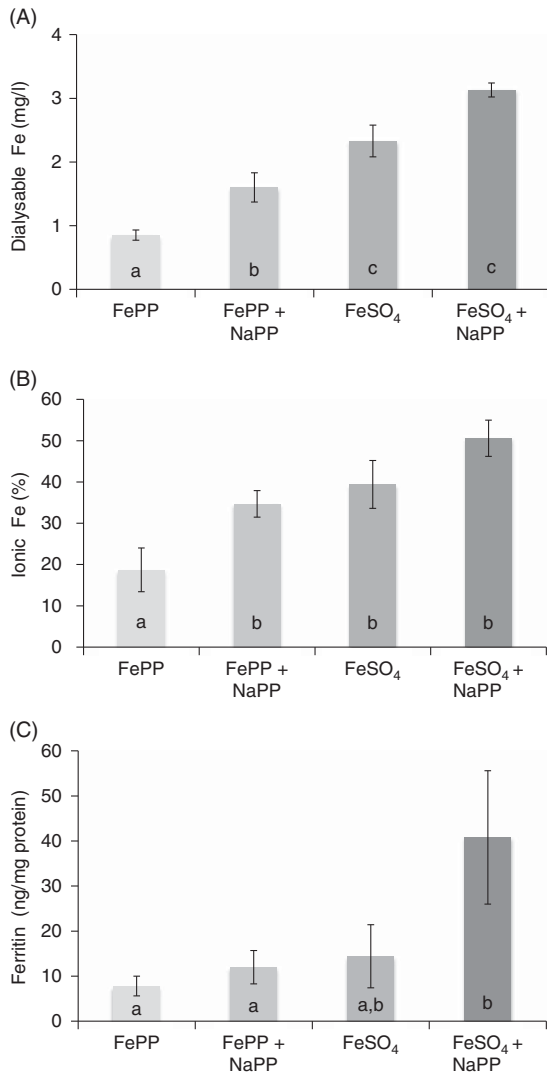 (A)
Dialysable Fe (mg/l)
4
3
2
1
0
a
b
c
c
FePP
FePP +
NaPP
FeSO₄
FeSO₄ +
NaPP
(B)
Ionic Fe (%)
60
50
40
30
20
10
0
a
b
b
b
FePP
FePP +
NaPP
FeSO₄
FeSO₄ +
NaPP
(C)
Ferritin (ng/mg protein)
60
50
40
30
20
10
0
a
a
a,b
b
FePP
FePP +
NaPP
FeSO₄
FeSO₄ +
NaPP